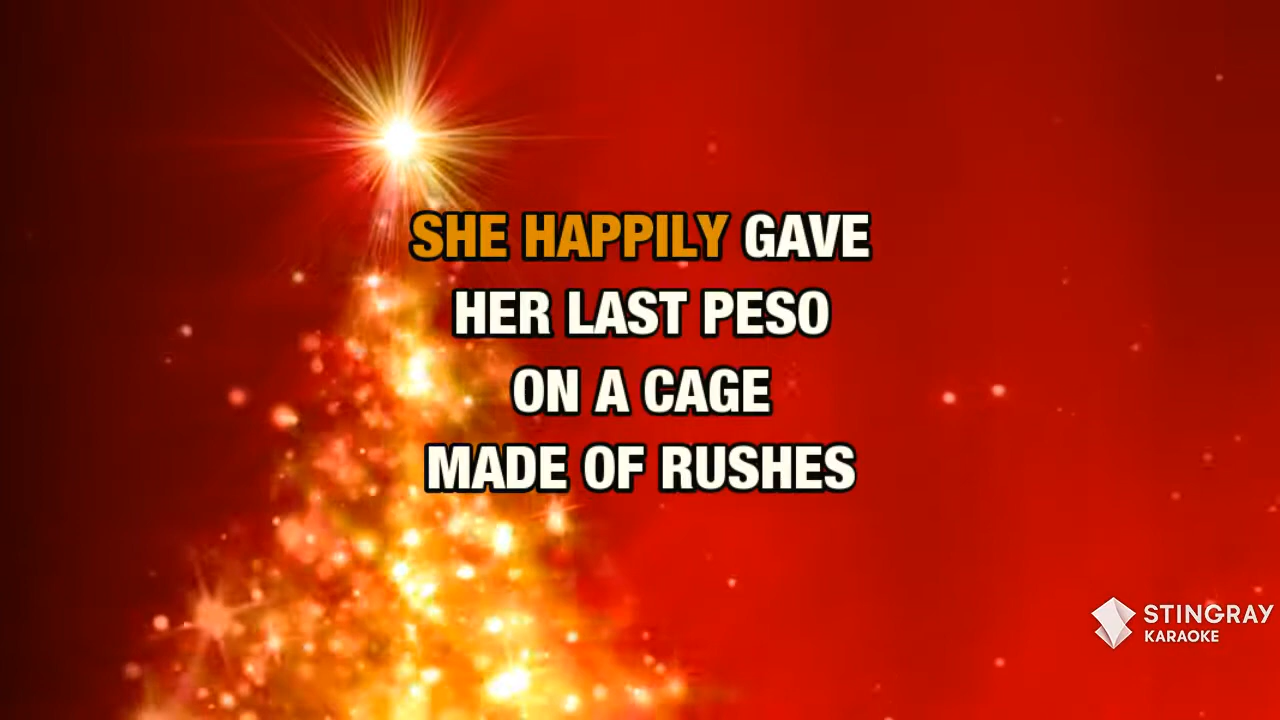 SHE HAPPILY GAVE
HER LAST PESO
ON A CAGE
MADE OF RUSHES
STINGRAY
KARAOKE